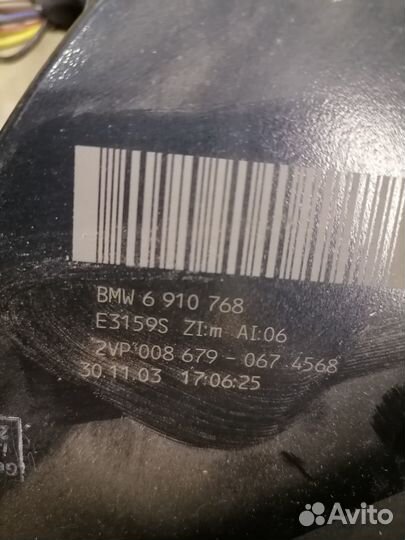 BMW 6 910 768
E3159S ZI:m AI:06
2VP 008 679 - 067 4568
30.11.03 17:06:25
Avito